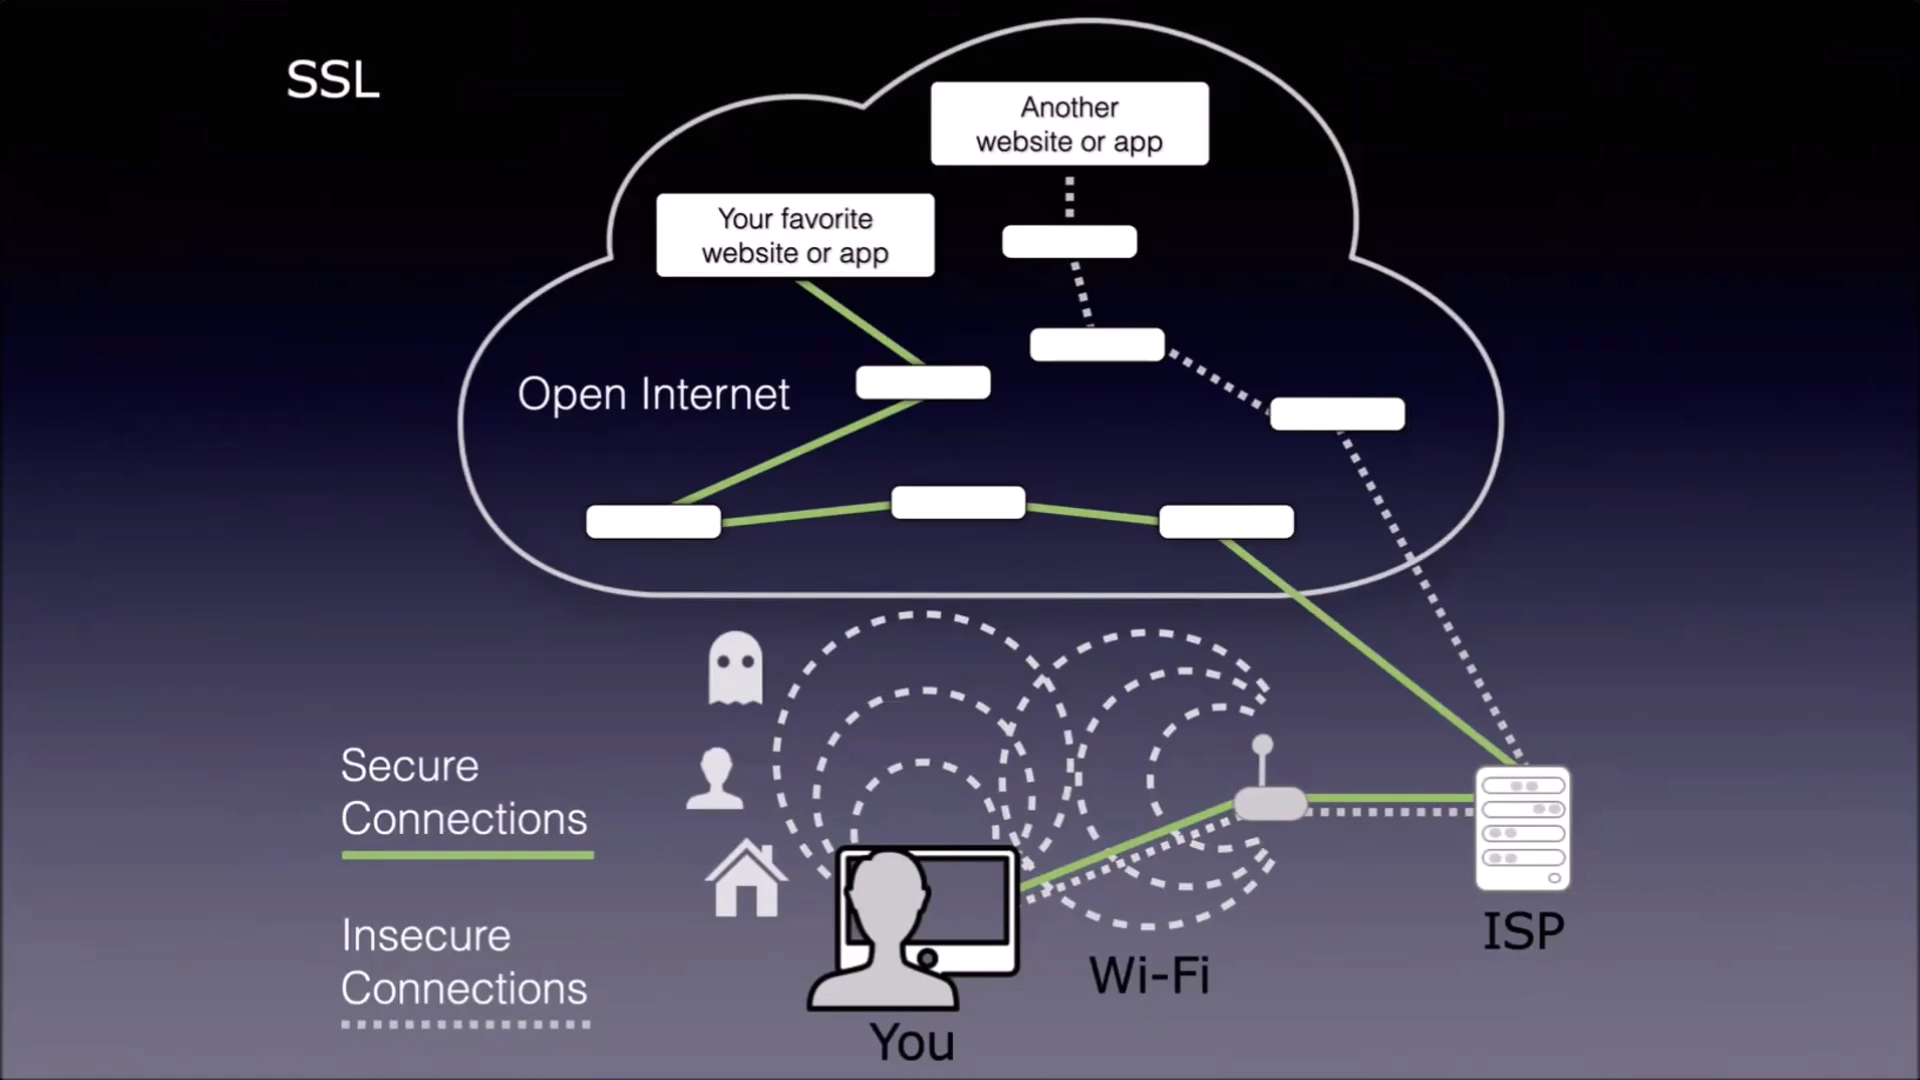 SSL
Another
website or app
Your favorite
website or app
Open Internet
Secure
Connections
Insecure
Connections
ISP
Wi-Fi
You